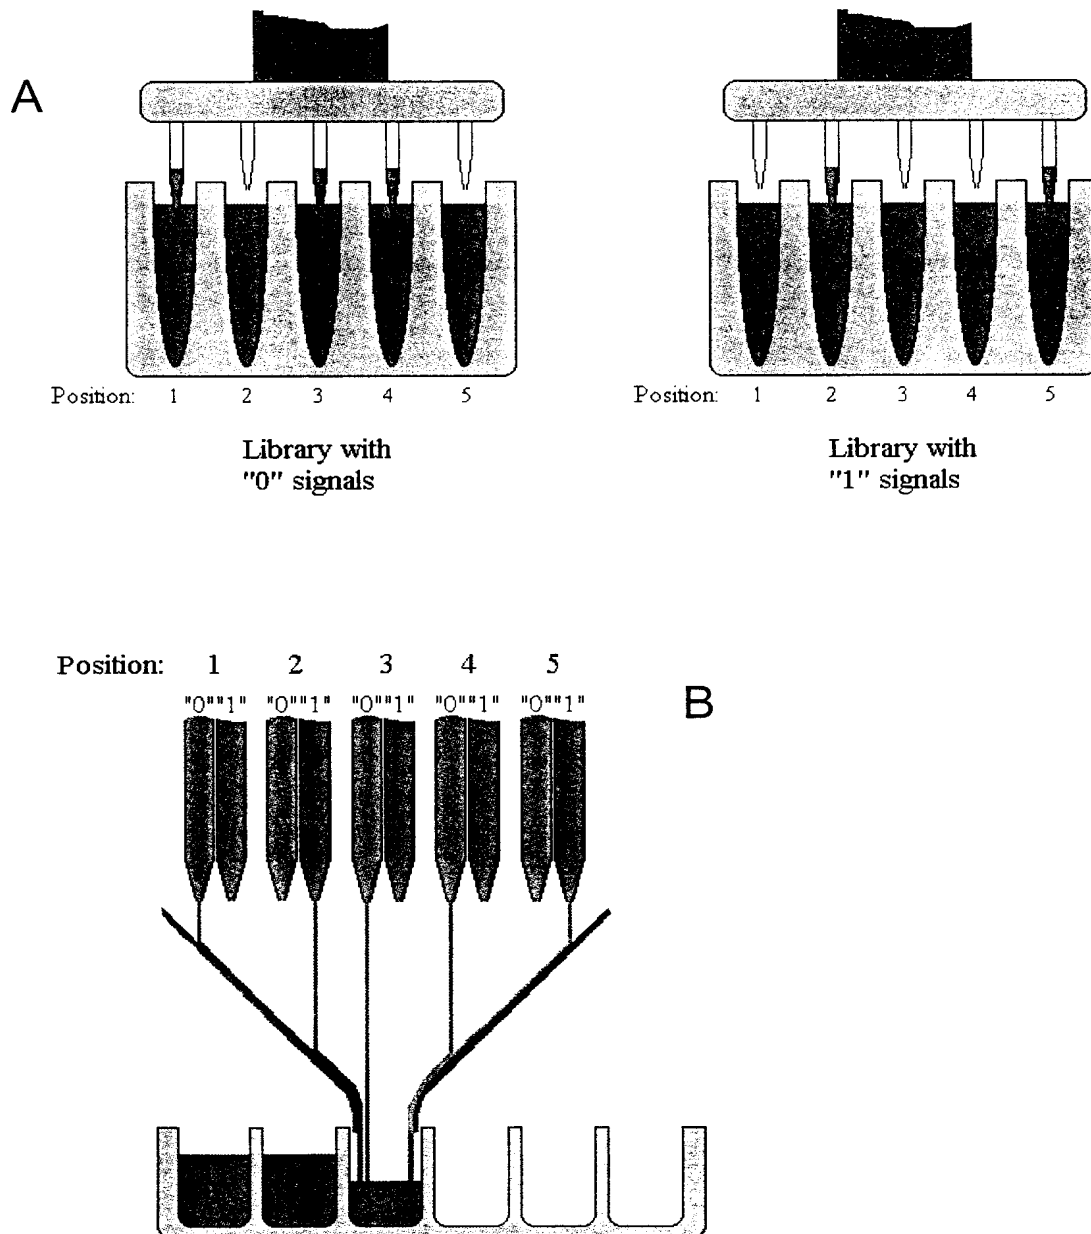 A
Position: 1 2 3 4 5
Library with
"0" signals
Position: 1 2 3 4 5
Library with
"1" signals
Position: 1 2 3 4 5
"0""1" "0""1" "0""1" "0""1" "0""1"
B